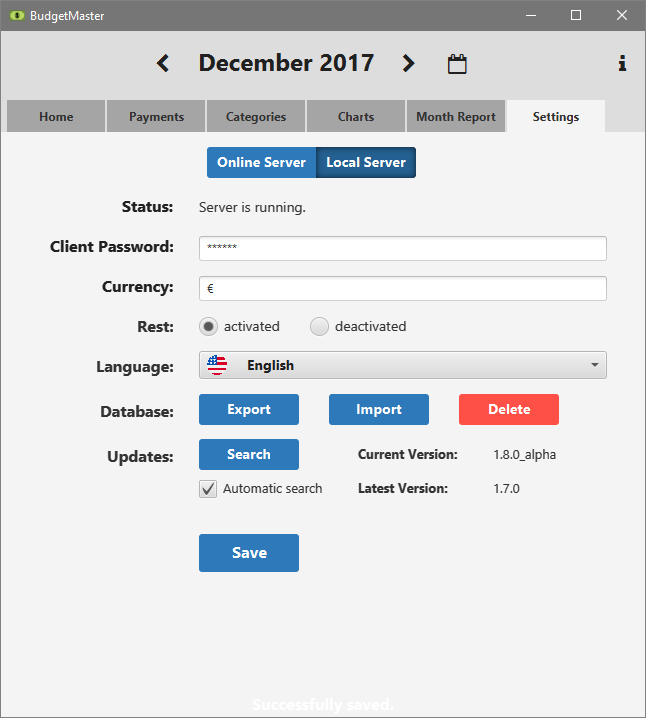 BudgetMaster
December 2017
Home Payments Categories Charts Month Report Settings
Online Server Local Server
Status: Server is running.
Client Password: ******
Currency: €
Rest: activated deactivated
Language: English
Database: Export Import Delete
Updates: Search Current Version: 1.8.0_alpha
Automatic search Latest Version: 1.7.0
Save
Successfully saved.